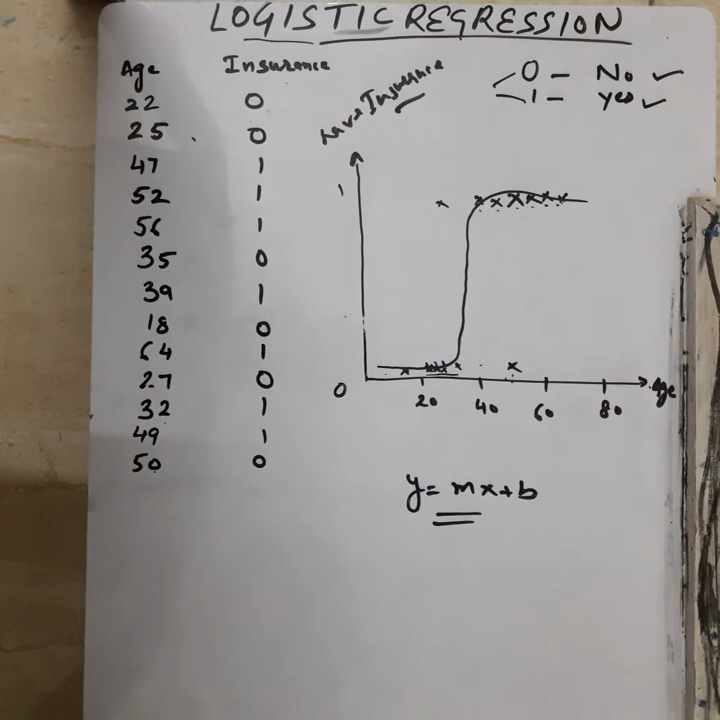 LOGISTIC REGRESSION
Age Insurance
22 0
25 0
47 1
52 1
56 1
35 0
39 1
18 0
64 1
27 0
32 1
49 1
50 0
Have Insurance
0 - No ✓
1 - yes ✓
1
0
20 40 60 80 Age
y = mx+b